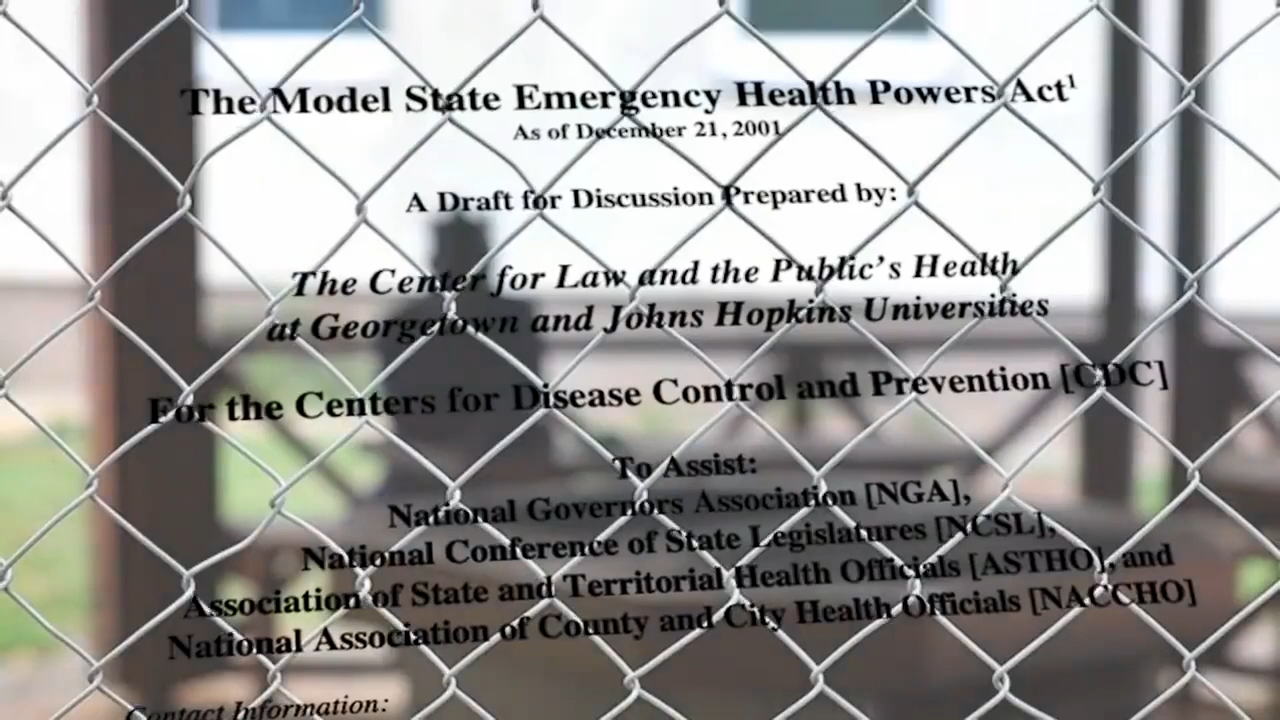 The Model State Emergency Health Powers Act¹
As of December 21, 2001
A Draft for Discussion Prepared by:
The Center for Law and the Public's Health
at Georgetown and Johns Hopkins Universities
For the Centers for Disease Control and Prevention [CDC]
To Assist:
National Governors Association [NGA],
National Conference of State Legislatures [NCSL],
Association of State and Territorial Health Officials [ASTHO], and
National Association of County and City Health Officials [NACCHO]
Contact Information: